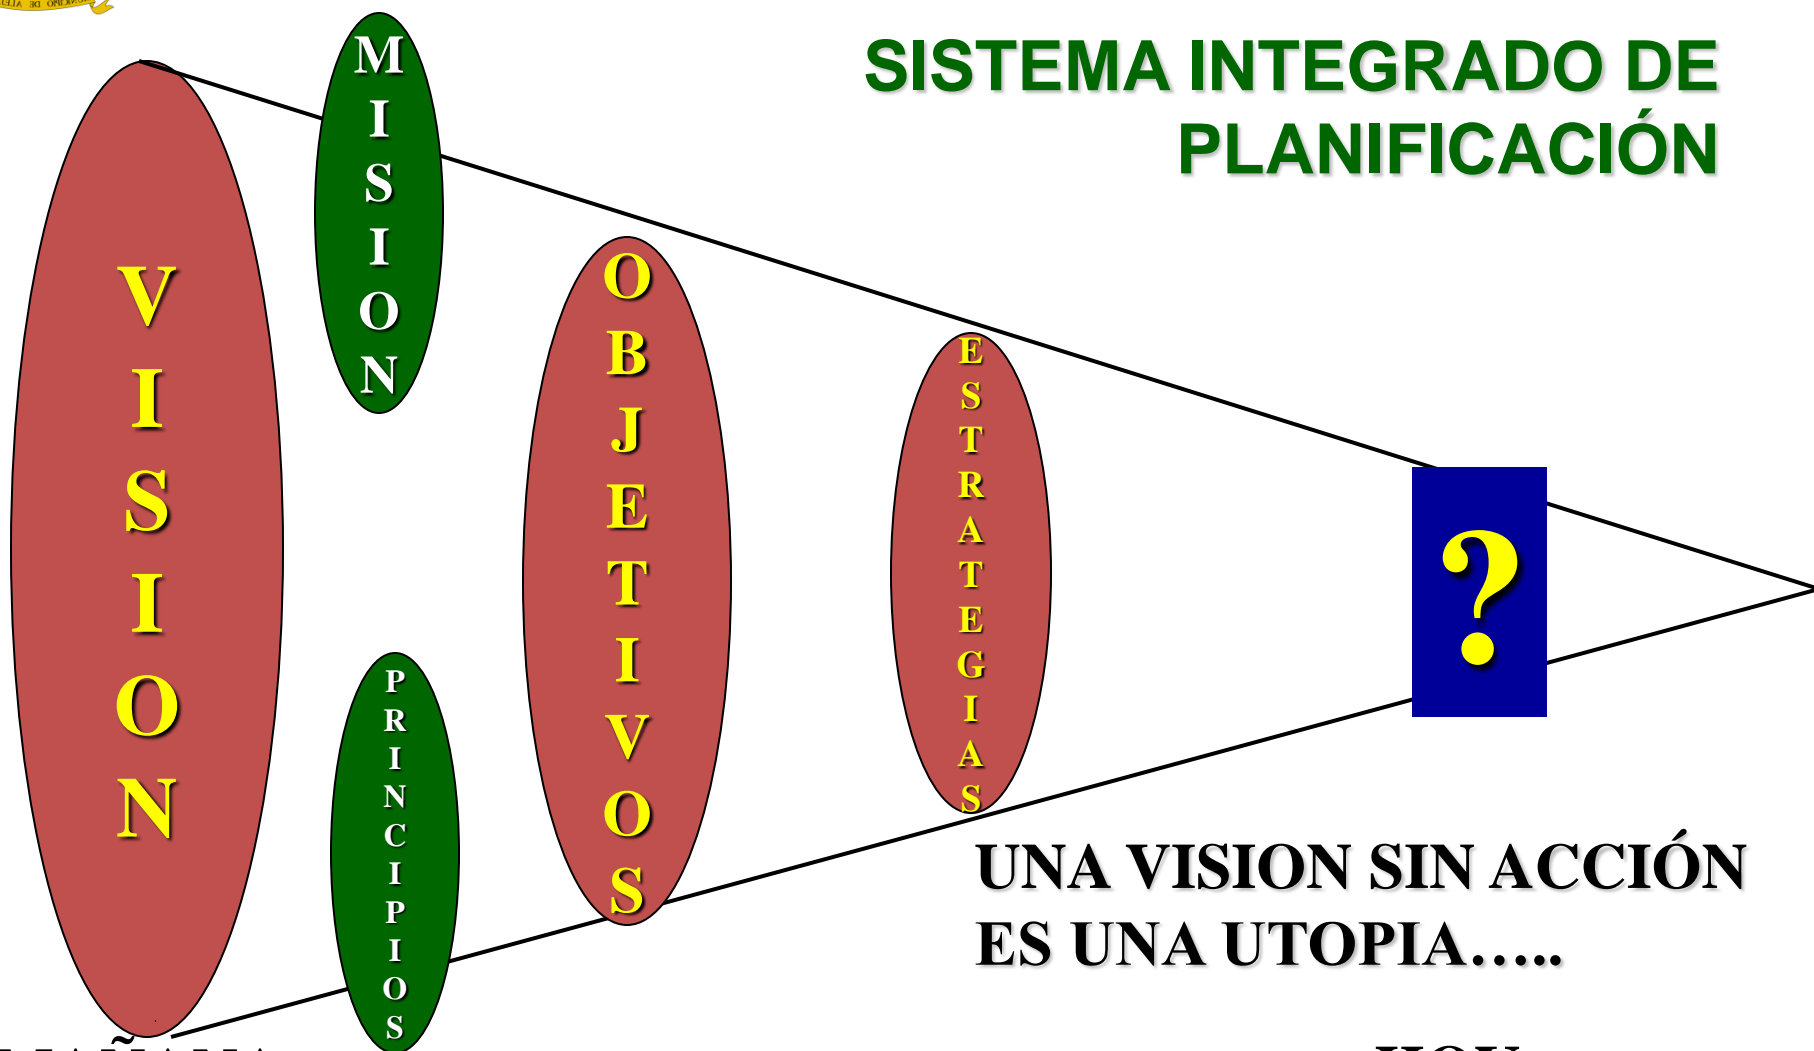 SISTEMA INTEGRADO DE
PLANIFICACIÓN
VISION
MISION
PRINCIPIOS
OBJETIVOS
ESTRATEGIAS
?
UNA VISION SIN ACCIÓN
ES UNA UTOPIA…..